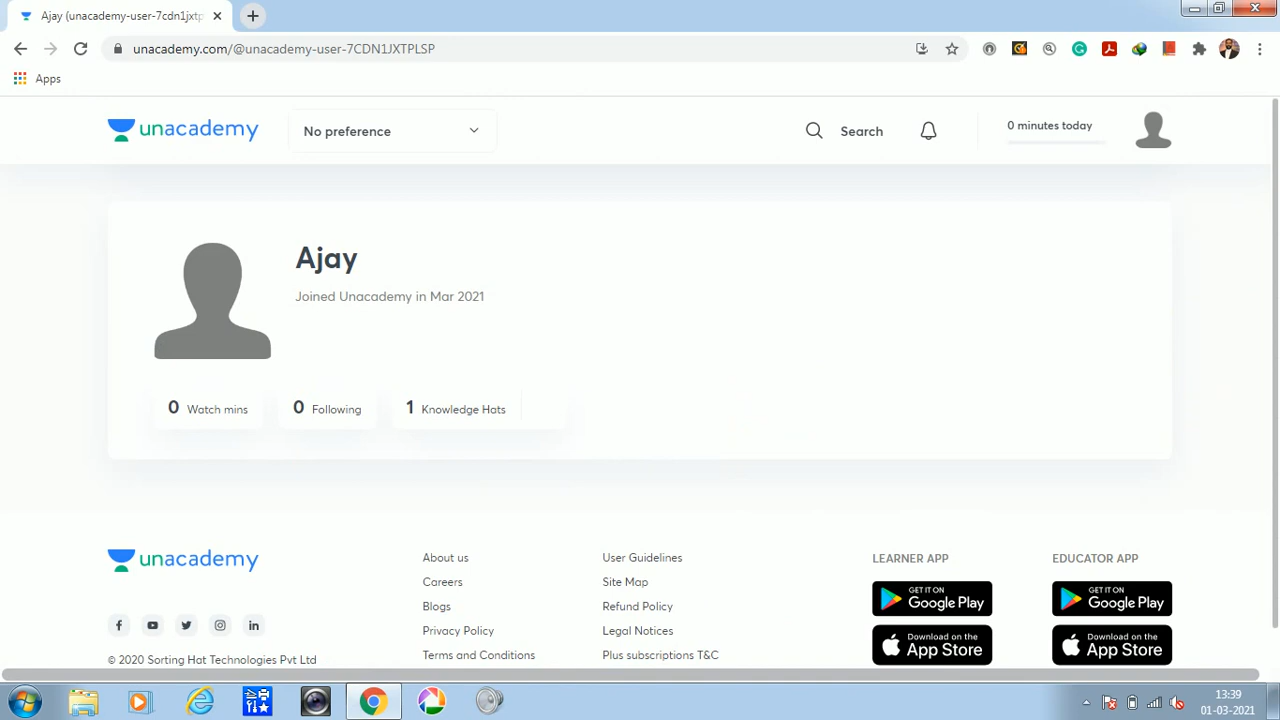 Ajay (unacademy-user-7cdn1jxtp
unacademy.com/@unacademy-user-7CDN1JXTPLSP
Apps
unacademy
No preference
Search
0 minutes today
Ajay
Joined Unacademy in Mar 2021
0 Watch mins
0 Following
1 Knowledge Hats
unacademy
© 2020 Sorting Hat Technologies Pvt Ltd
About us
Careers
Blogs
Privacy Policy
Terms and Conditions
User Guidelines
Site Map
Refund Policy
Legal Notices
Plus subscriptions T&C
LEARNER APP
GET IT ON
Google Play
Download on the
App Store
EDUCATOR APP
GET IT ON
Google Play
Download on the
App Store
13:39
01-03-2021